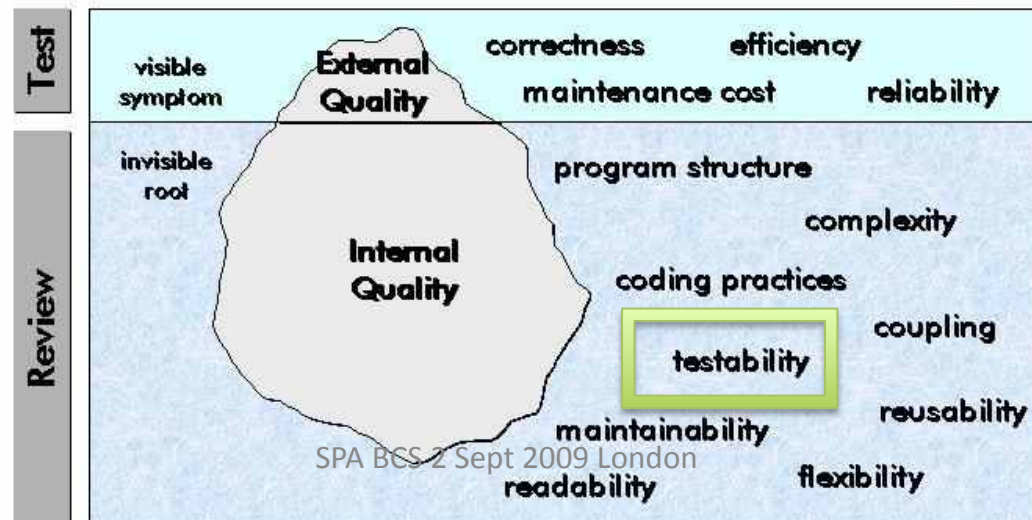 Test
visible
symptom
External
Quality
correctness efficiency
maintenance cost reliability
Review
invisible
root
Internal
Quality
program structure
complexity
coding practices
coupling
testability
reusability
maintainability
SPA BCS 2 Sept 2009 London
readability
flexibility